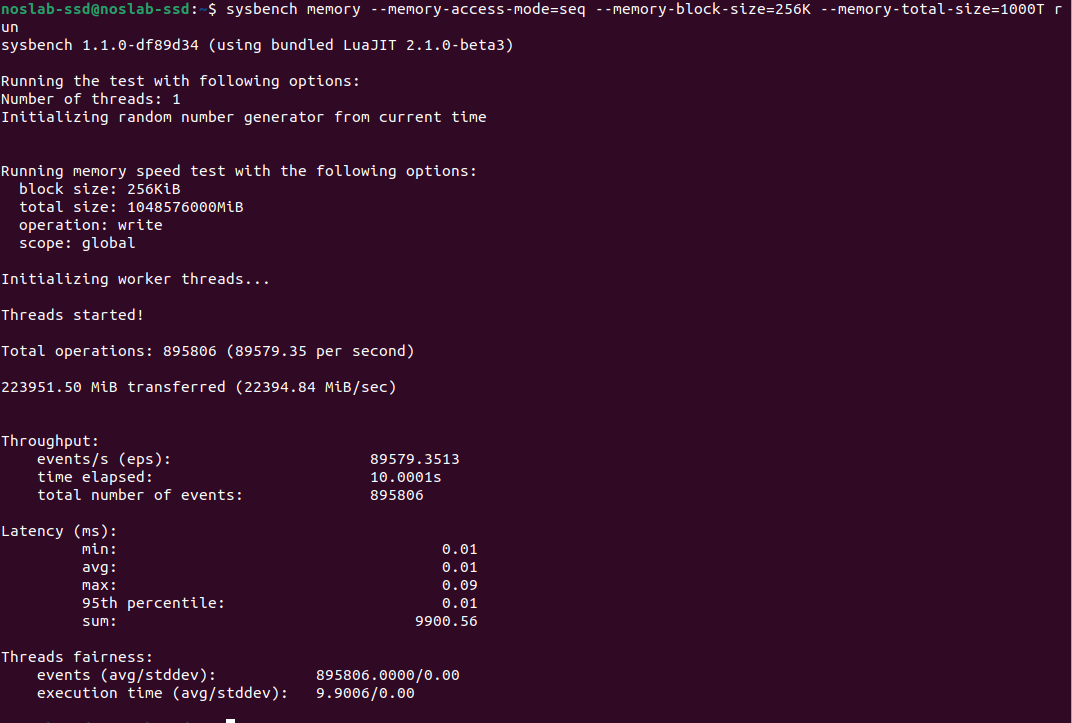 noslab-ssd@noslab-ssd:~$ sysbench memory --memory-access-mode=seq --memory-block-size=256K --memory-total-size=1000T r
un
sysbench 1.1.0-df89d34 (using bundled LuaJIT 2.1.0-beta3)
Running the test with following options:
Number of threads: 1
Initializing random number generator from current time
Running memory speed test with the following options:
block size: 256KiB
total size: 1048576000MiB
operation: write
scope: global
Initializing worker threads...
Threads started!
Total operations: 895806 (89579.35 per second)
223951.50 MiB transferred (22394.84 MiB/sec)
Throughput:
events/s (eps): 89579.3513
time elapsed: 10.0001s
total number of events: 895806
Latency (ms):
min: 0.01
avg: 0.01
max: 0.09
95th percentile: 0.01
sum: 9900.56
Threads fairness:
events (avg/stddev): 895806.0000/0.00
execution time (avg/stddev): 9.9006/0.00